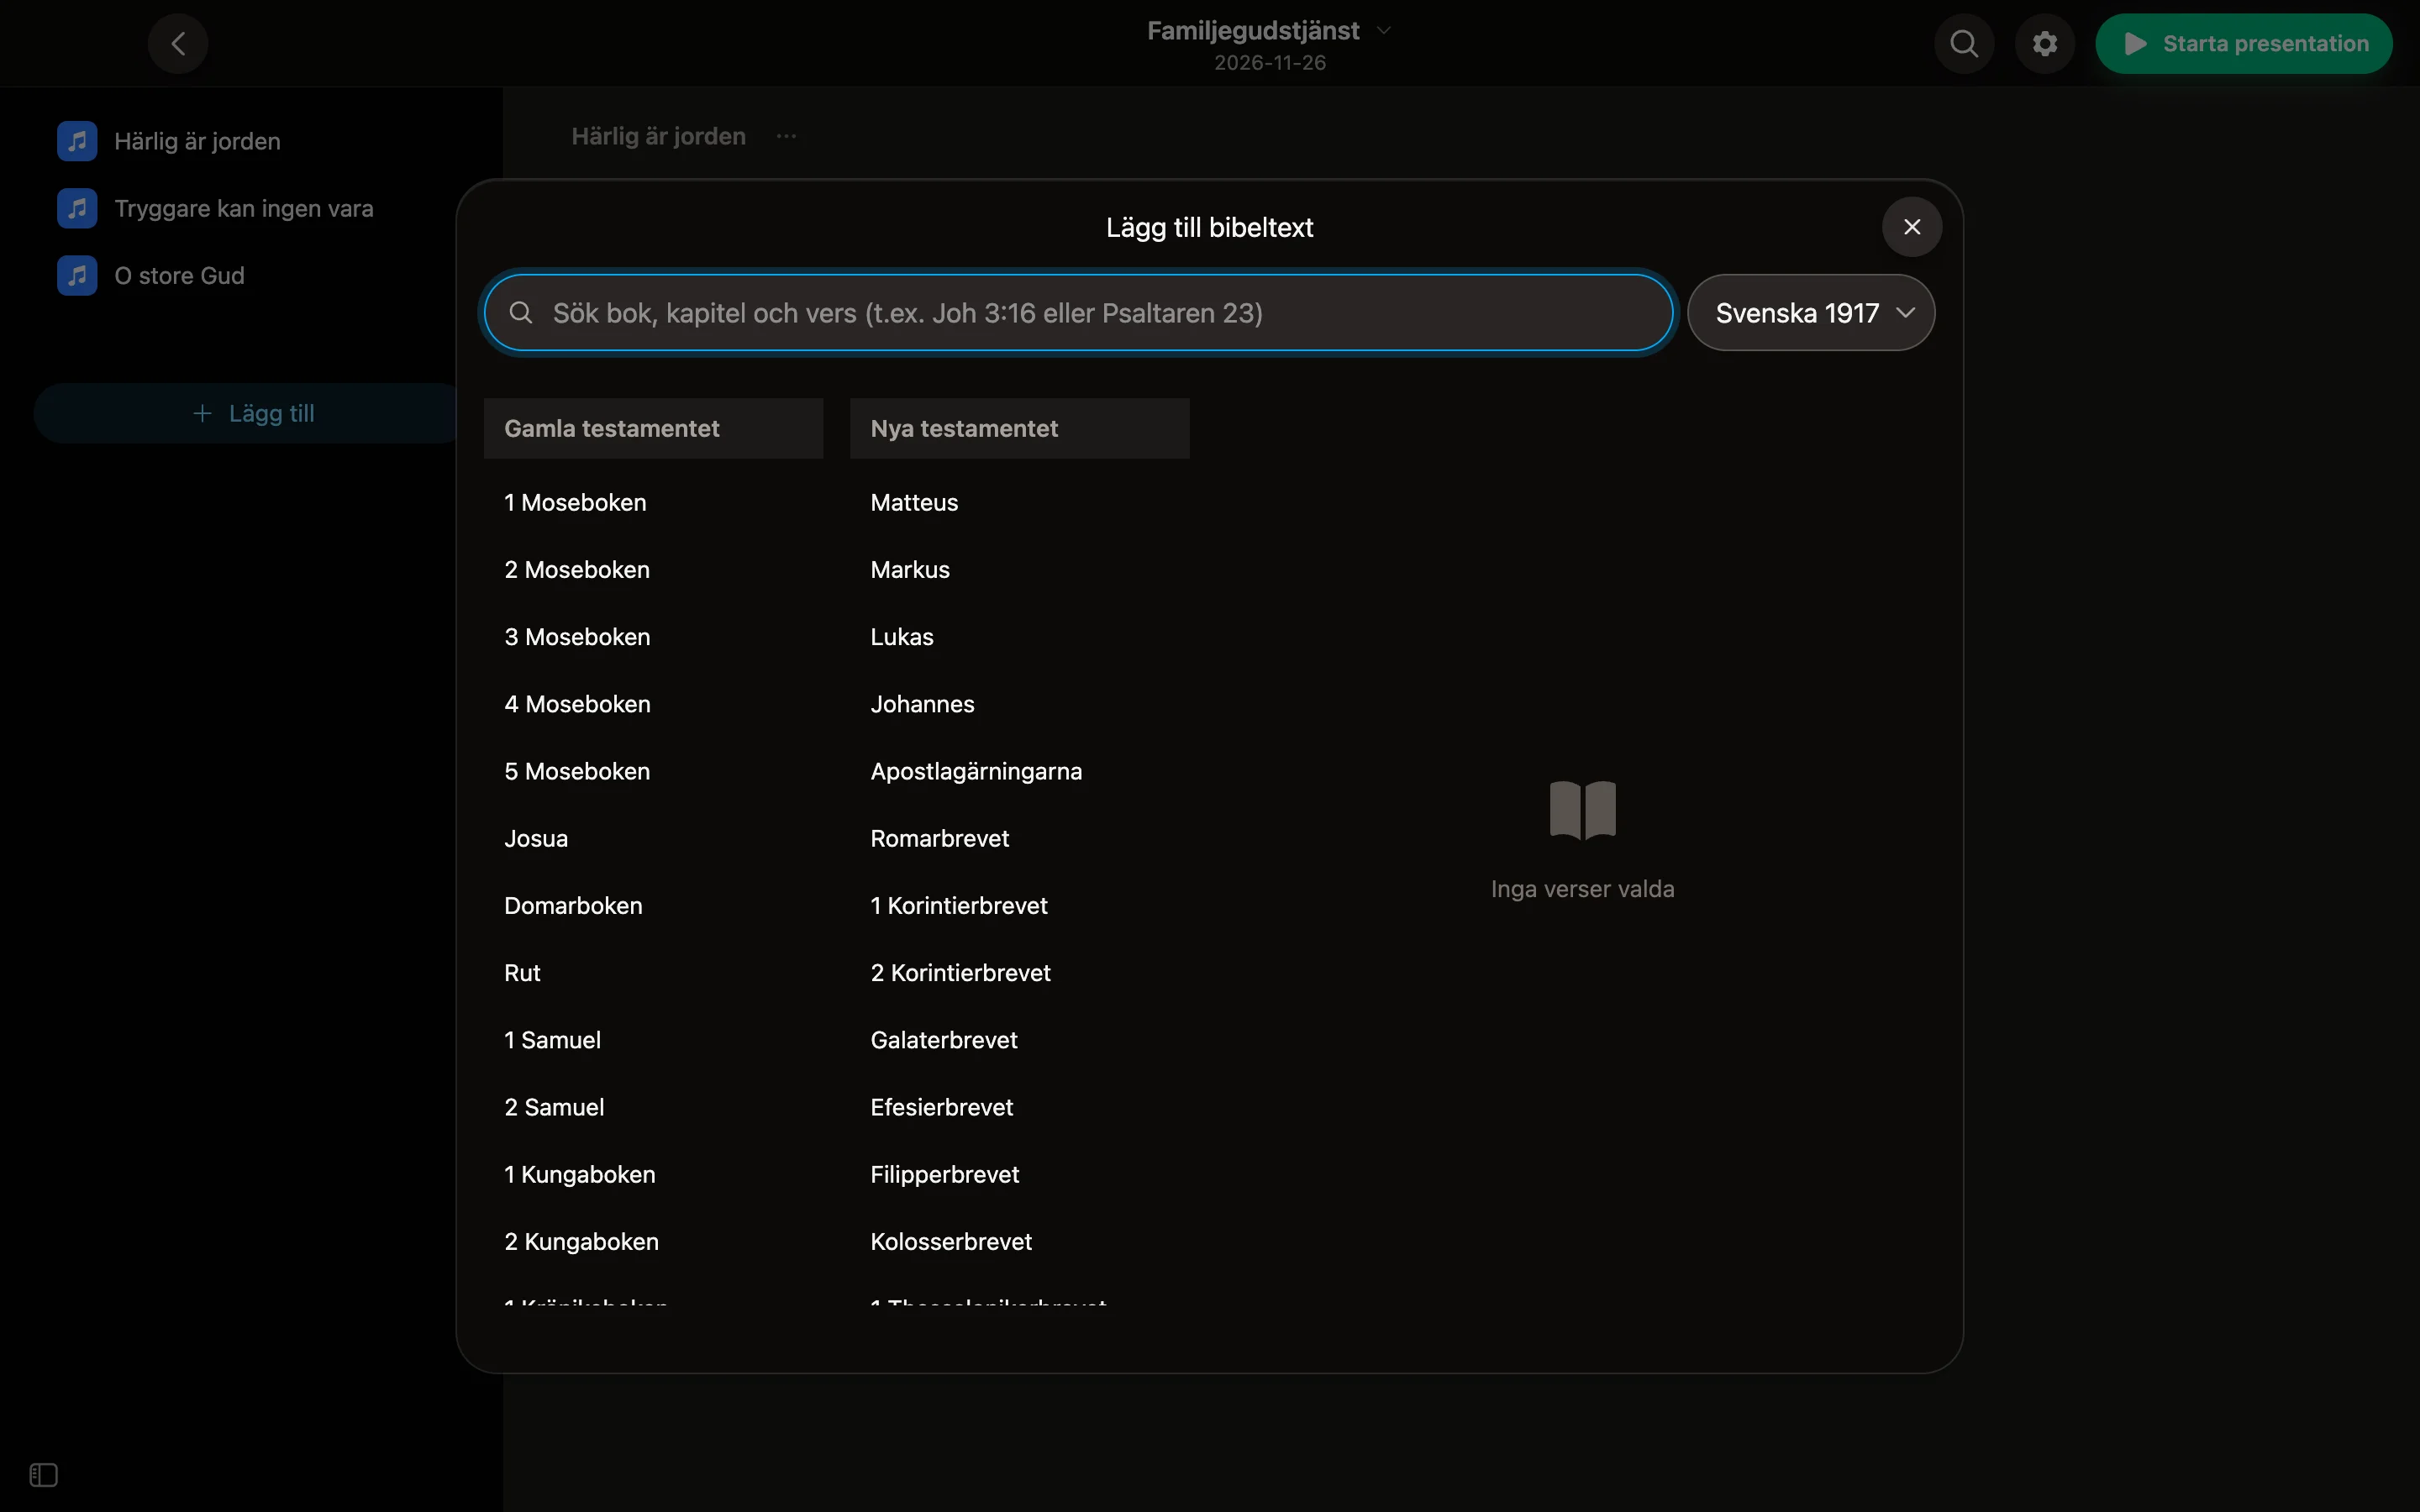 Familjegudstjänst
2026-11-26
Starta presentation
Härlig är jorden
Tryggare kan ingen vara
O store Gud
Lägg till
Härlig är jorden
Lägg till bibeltext
Sök bok, kapitel och vers (t.ex. Joh 3:16 eller Psaltaren 23)
Svenska 1917
Gamla testamentet
1 Moseboken
2 Moseboken
3 Moseboken
4 Moseboken
5 Moseboken
Josua
Domarboken
Rut
1 Samuel
2 Samuel
1 Kungaboken
2 Kungaboken
Nya testamentet
Matteus
Markus
Lukas
Johannes
Apostlagärningarna
Romarbrevet
1 Korintierbrevet
2 Korintierbrevet
Galaterbrevet
Efesierbrevet
Filipperbrevet
Kolosserbrevet
Inga verser valda